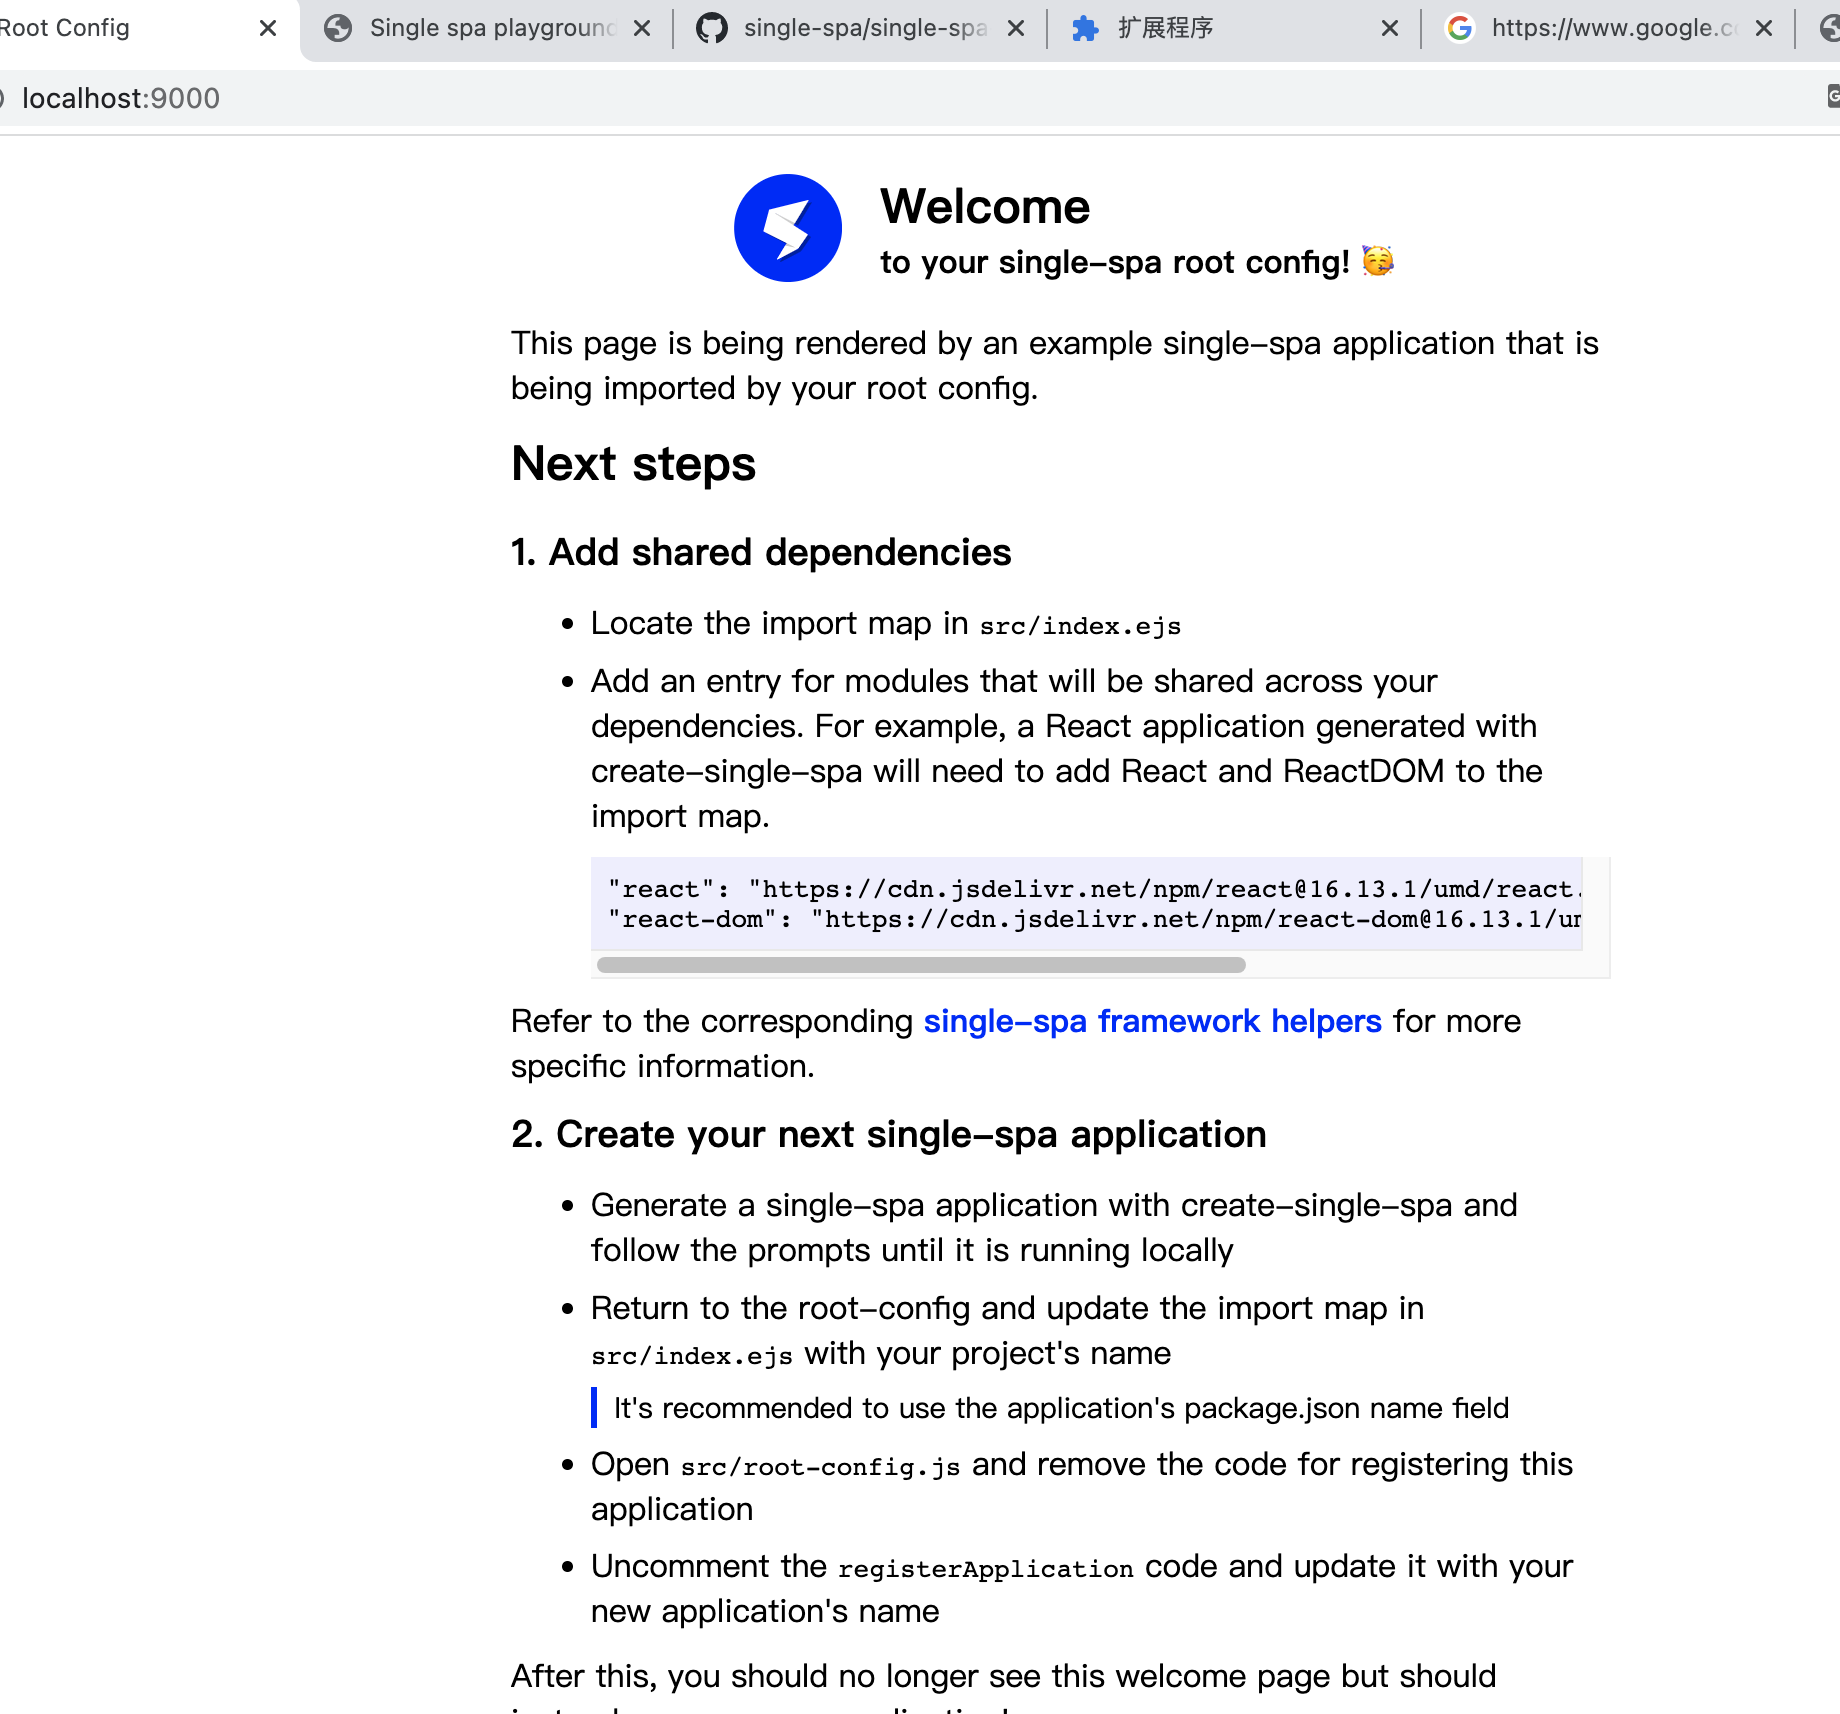 Root Config
Single spa playground
single-spa/single-spa
扩展程序
https://www.google.c
localhost:9000
Welcome
to your single-spa root config! 🥳
This page is being rendered by an example single-spa application that is
being imported by your root config.
Next steps
1. Add shared dependencies
• Locate the import map in src/index.ejs
• Add an entry for modules that will be shared across your
dependencies. For example, a React application generated with
create-single-spa will need to add React and ReactDOM to the
import map.
"react": "https://cdn.jsdelivr.net/npm/react@16.13.1/umd/react.
"react-dom": "https://cdn.jsdelivr.net/npm/react-dom@16.13.1/um
Refer to the corresponding single-spa framework helpers for more
specific information.
2. Create your next single-spa application
• Generate a single-spa application with create-single-spa and
follow the prompts until it is running locally
• Return to the root-config and update the import map in
src/index.ejs with your project's name
It's recommended to use the application's package.json name field
• Open src/root-config.js and remove the code for registering this
application
• Uncomment the registerApplication code and update it with your
new application's name
After this, you should no longer see this welcome page but should